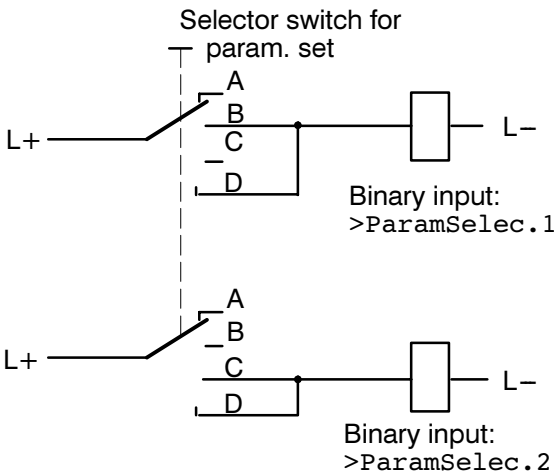 Selector switch for
param. set
A
B
C
D
L+
L−
Binary input:
>ParamSelec.1
A
B
C
D
L+
L−
Binary input:
>ParamSelec.2